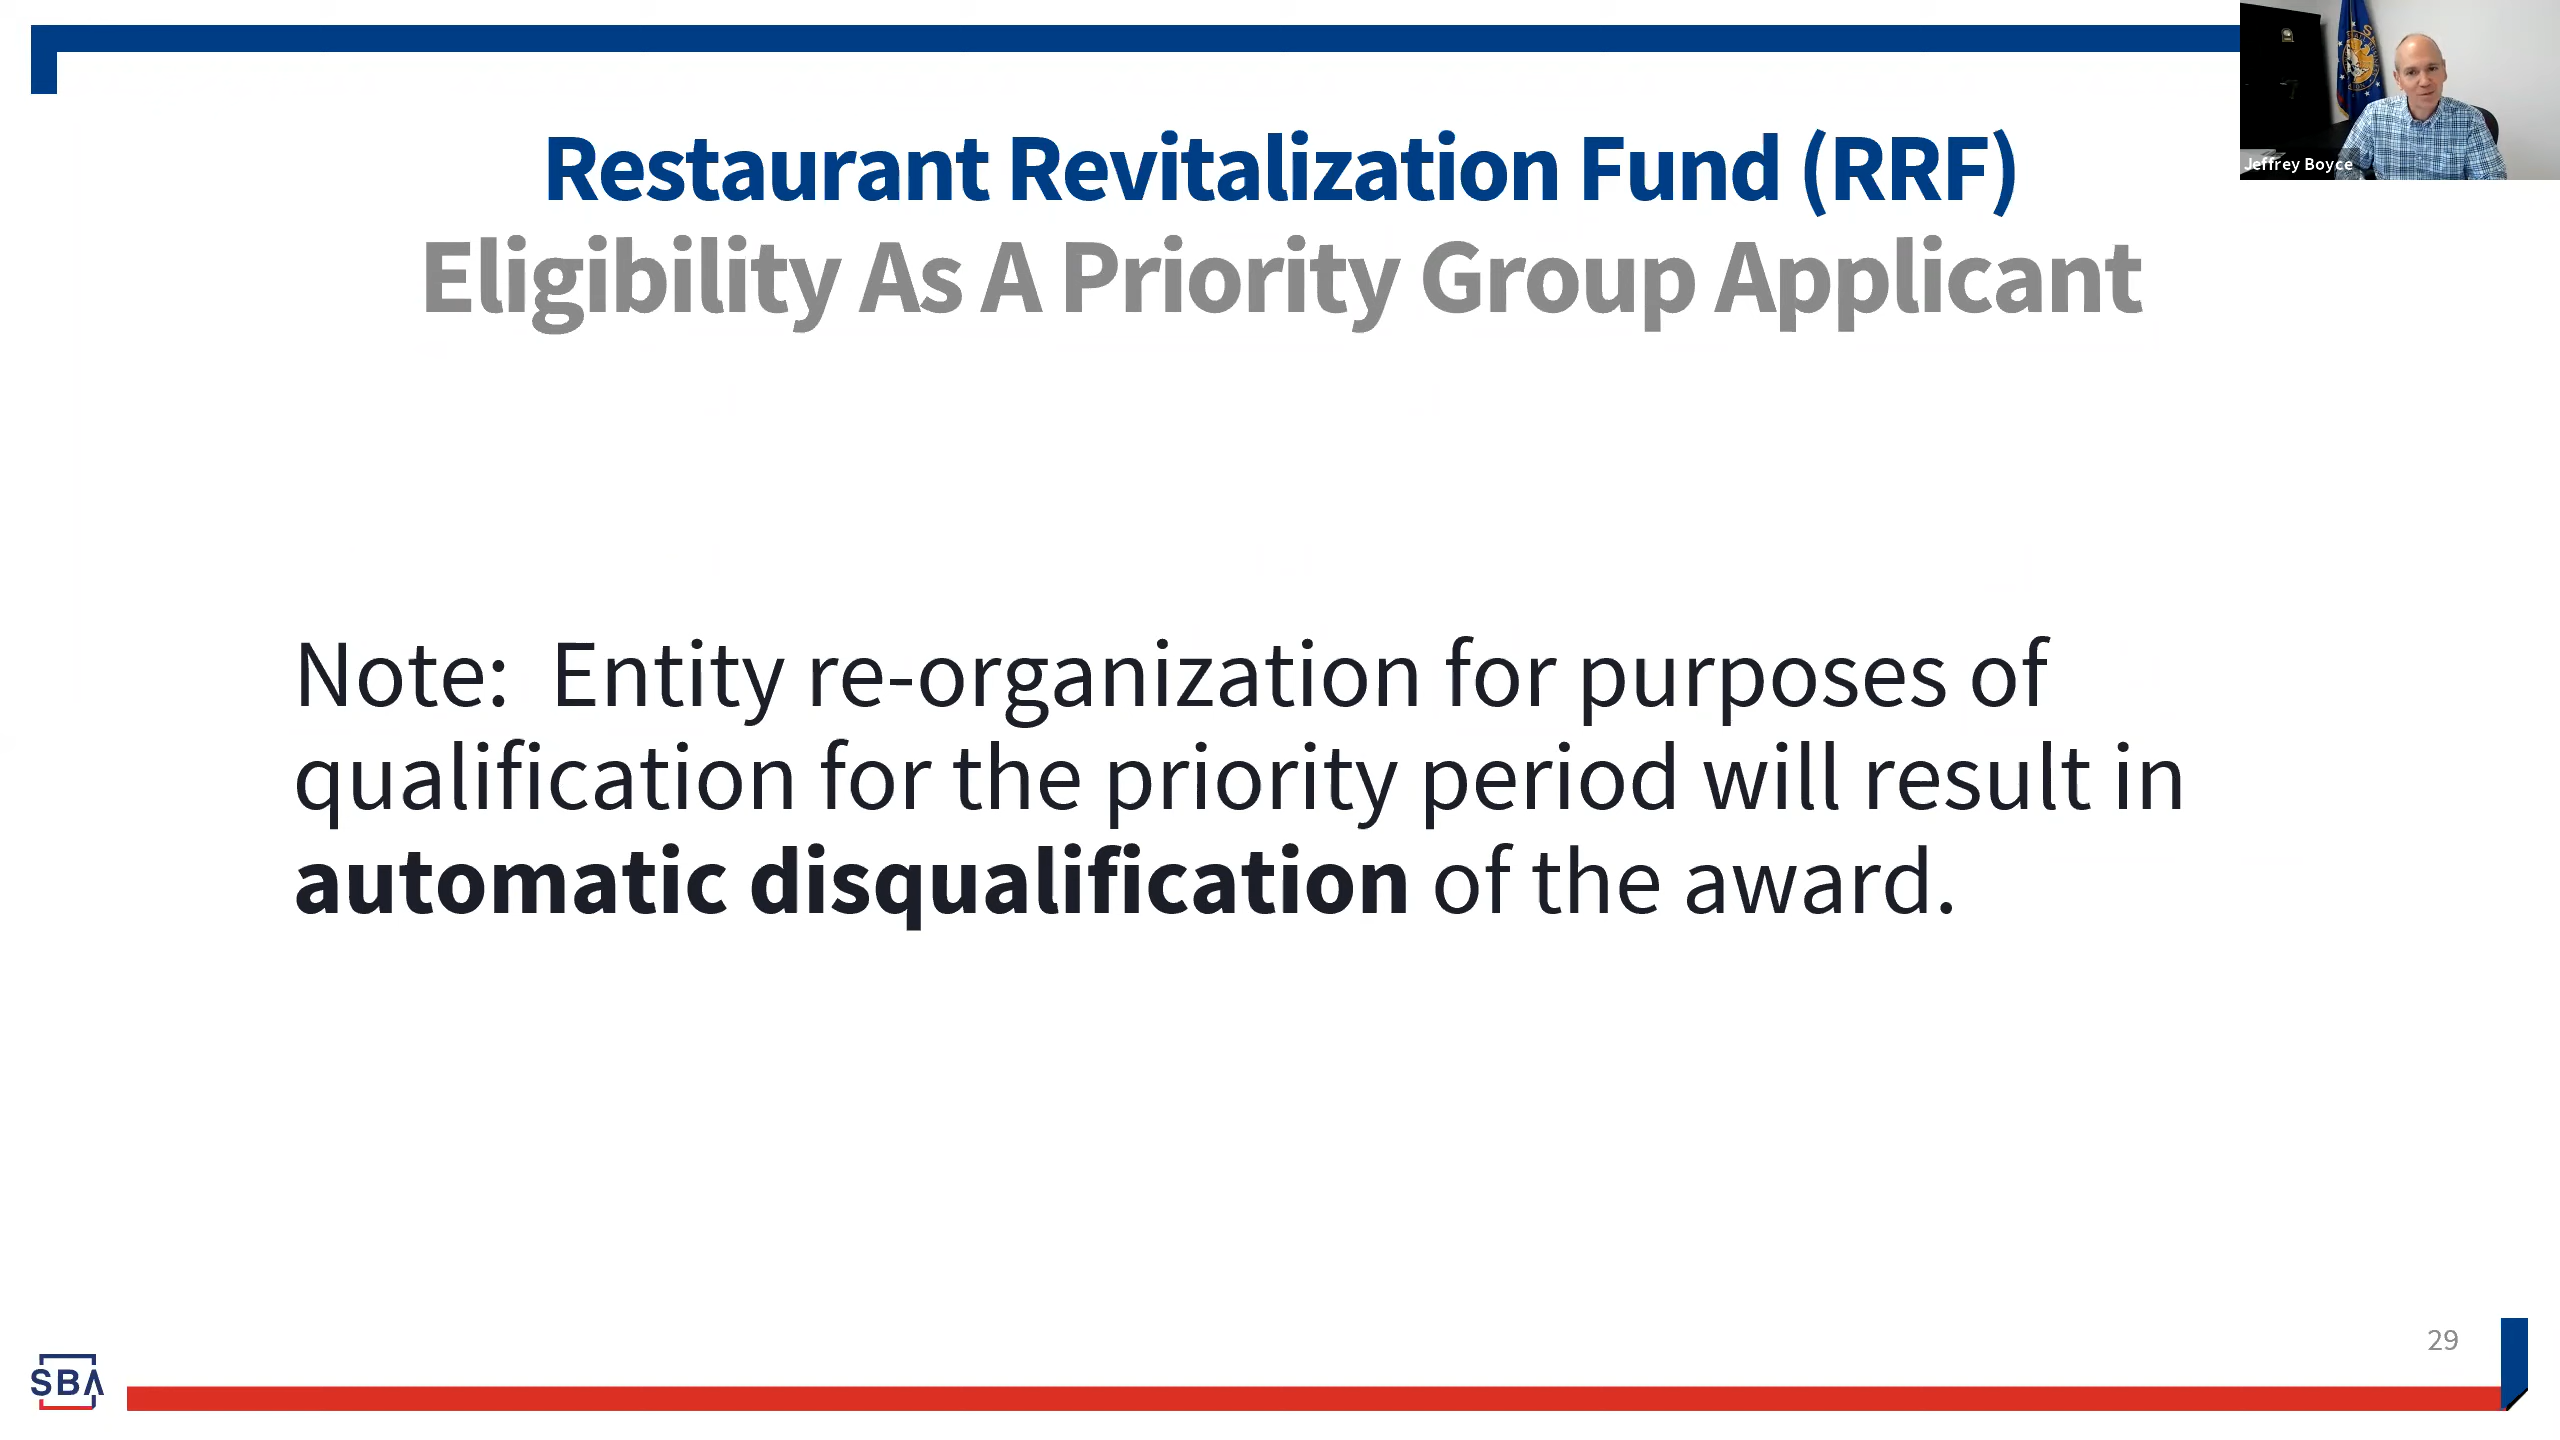 Restaurant Revitalization Fund (RRF)
Eligibility As A Priority Group Applicant
Jeffrey Boyce
Note: Entity re-organization for purposes of
qualification for the priority period will result in
automatic disqualification of the award.
29
SBA